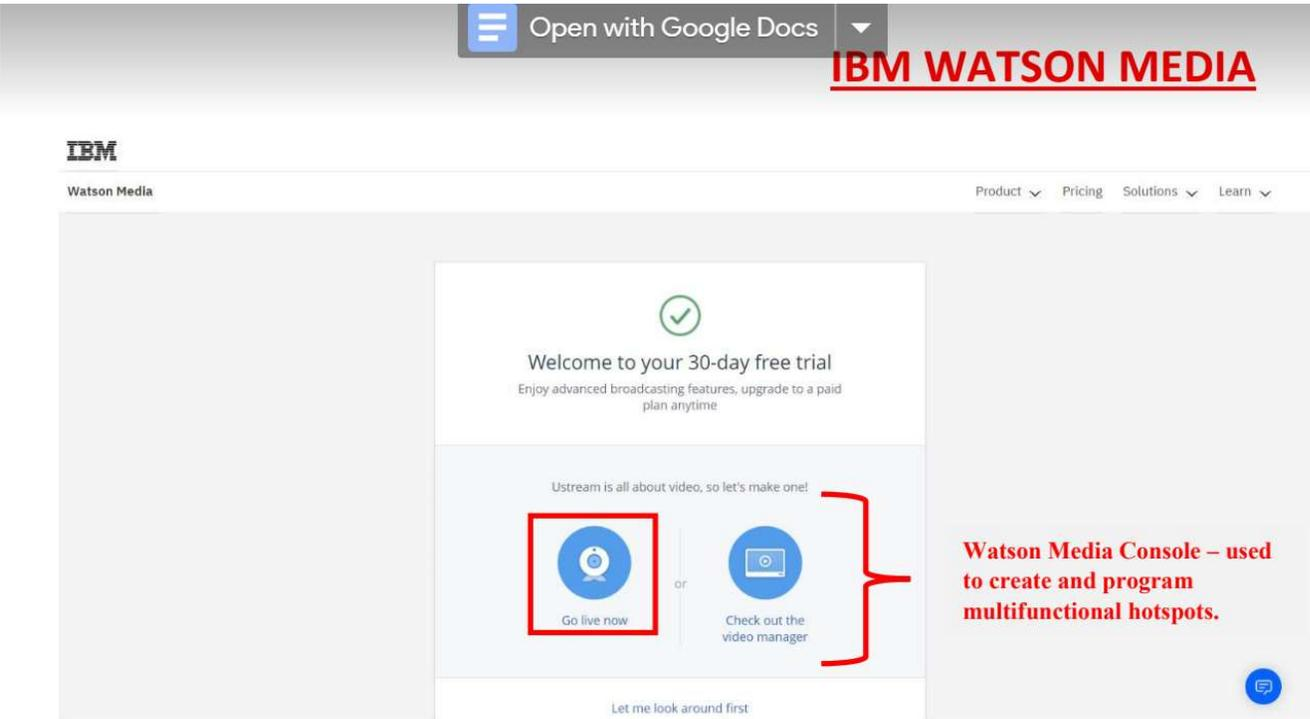 Open with Google Docs
IBM WATSON MEDIA
IBM
Watson Media
Product Pricing Solutions Learn
Welcome to your 30-day free trial
Enjoy advanced broadcasting features, upgrade to a paid
plan anytime
Ustream is all about video, so let's make one!
Go live now
or
Check out the
video manager
Watson Media Console – used
to create and program
multifunctional hotspots.
Let me look around first